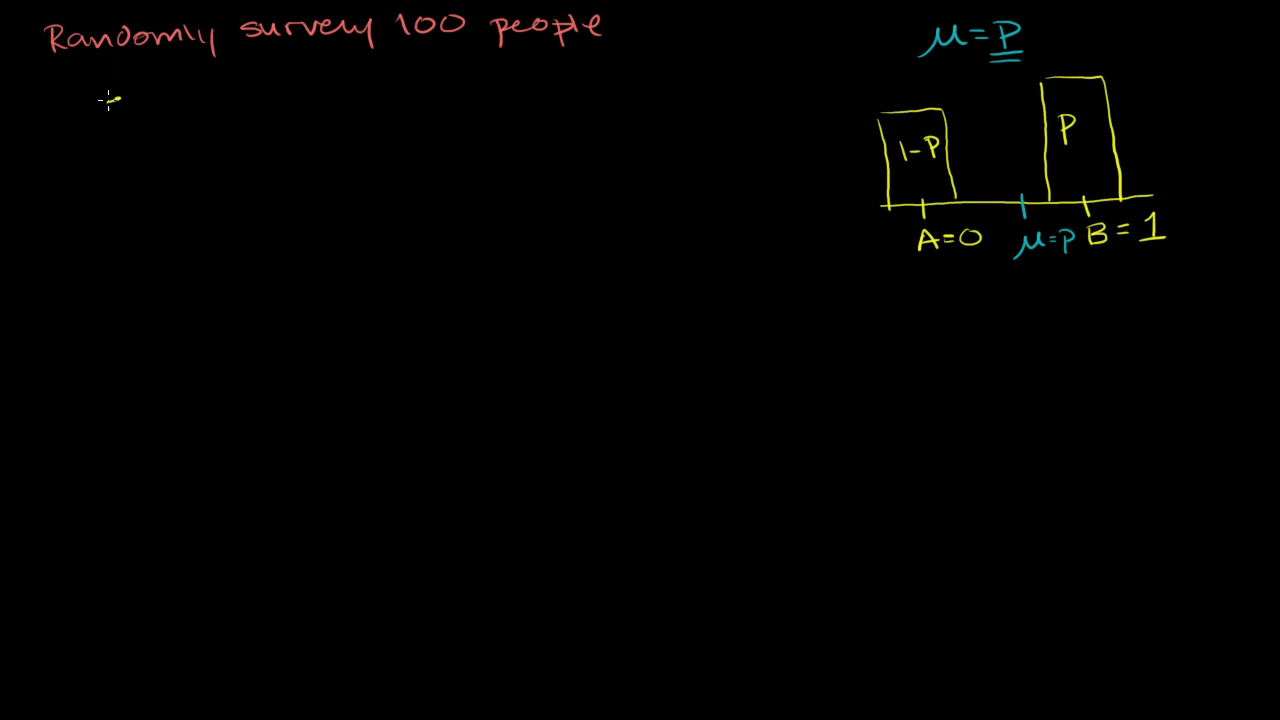 Randomly survey 100 people
μ = P
1-P
P
A=0
μ=p
B = 1